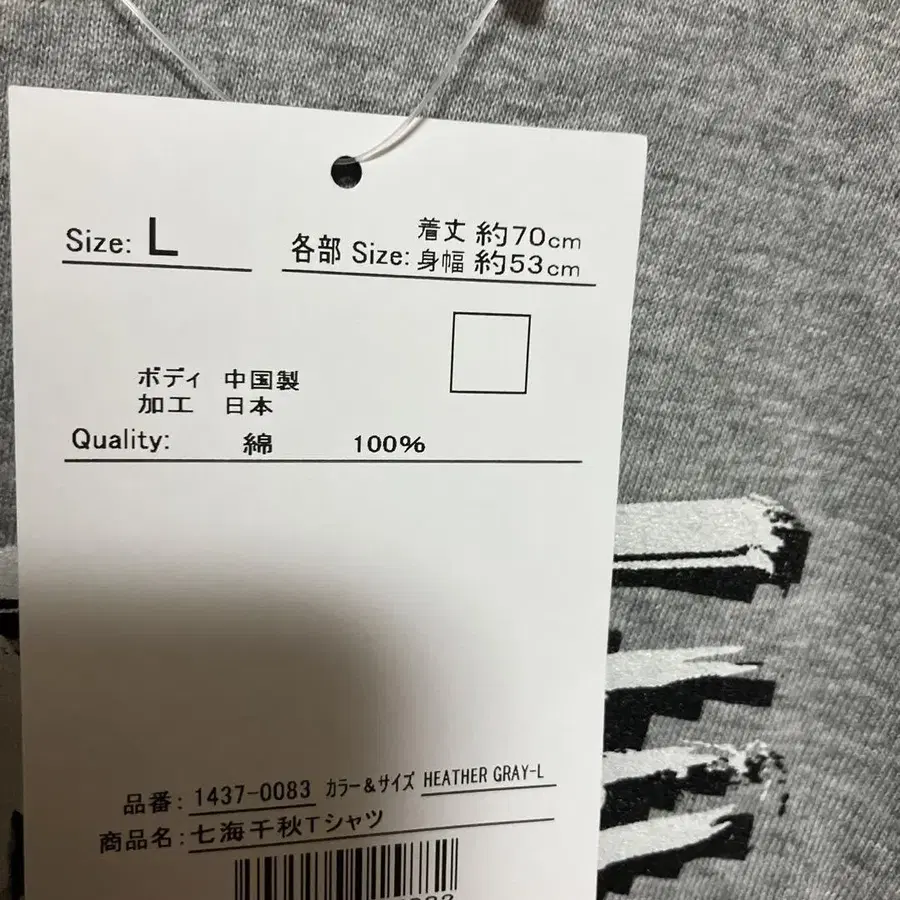 Size: L
各部 Size: 着丈 約70cm
身幅 約53cm
ボディ 中国製
加工 日本
Quality: 綿 100%
品番: 1437-0083 カラー&サイズ HEATHER GRAY-L
商品名: 七海千秋Tシャツ